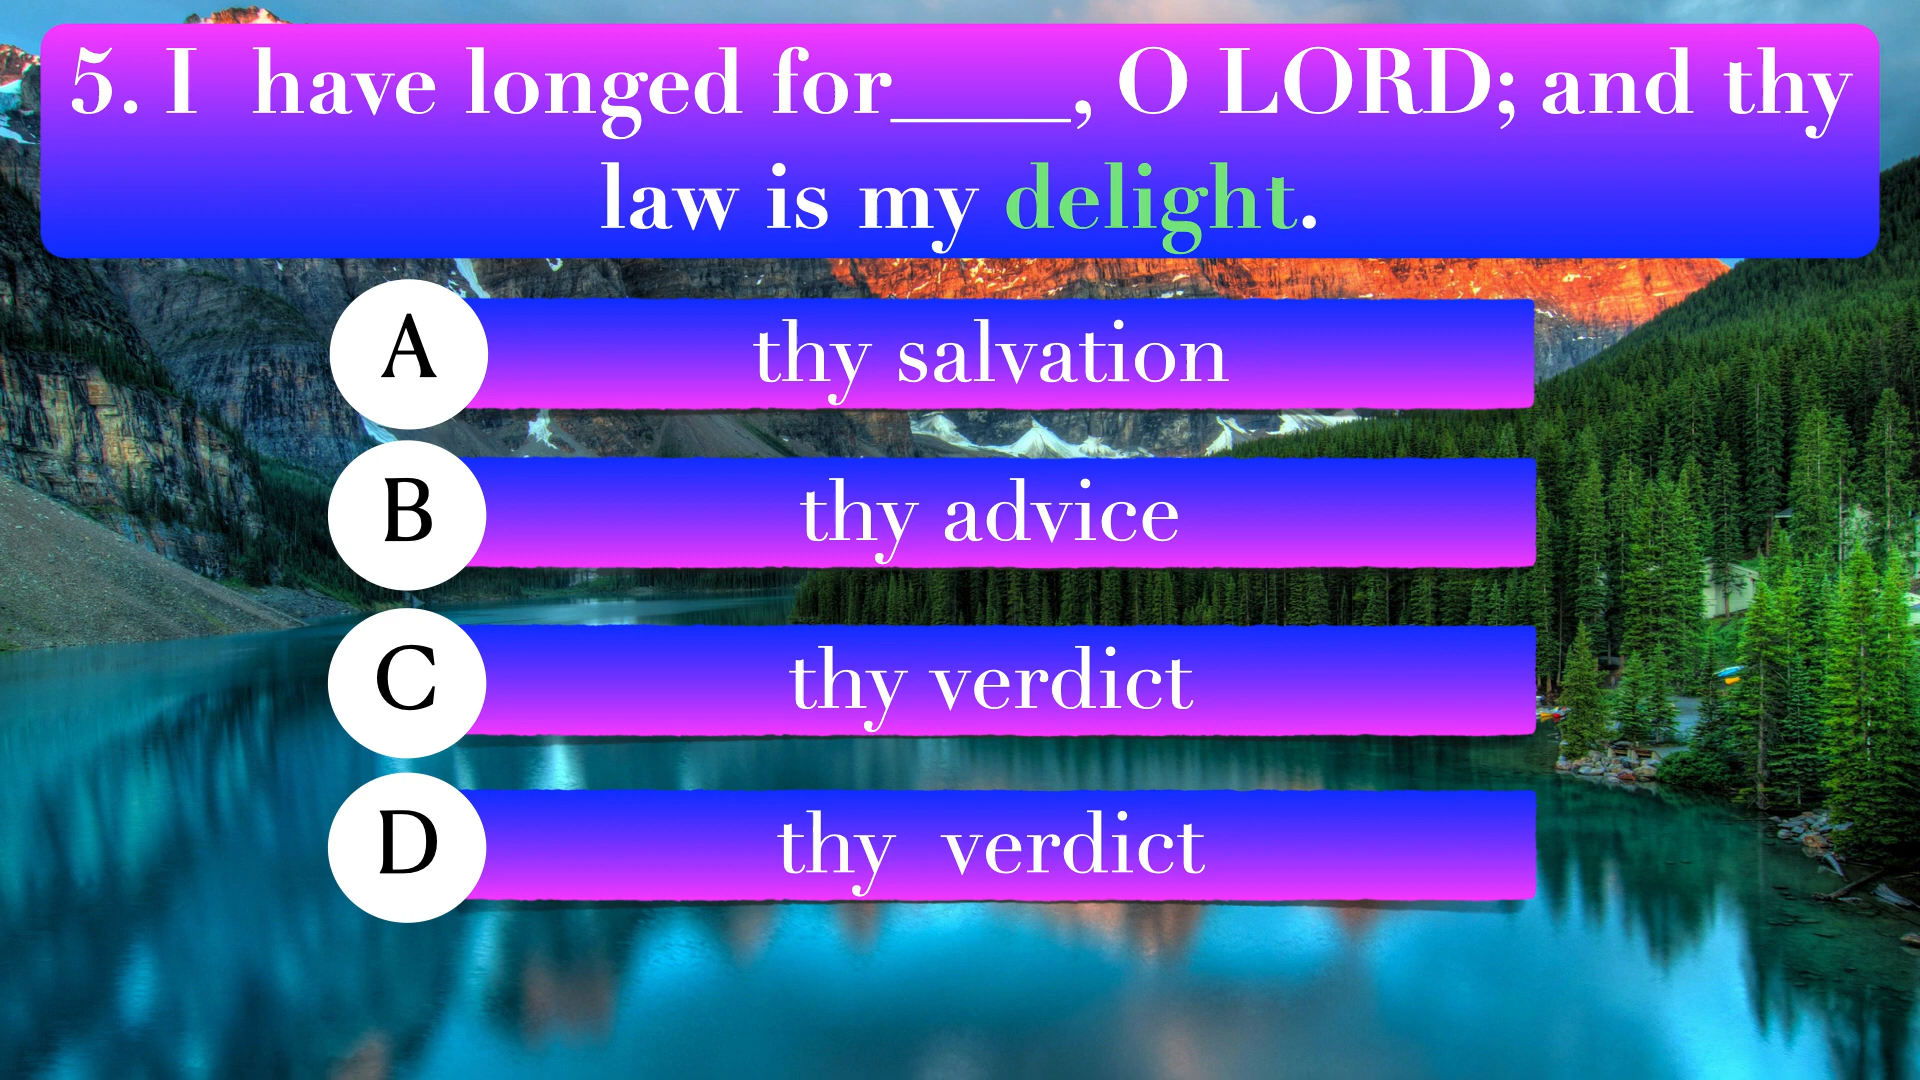 5. I have longed for____, O LORD; and thy
law is my delight.
A thy salvation
B thy advice
C thy verdict
D thy verdict